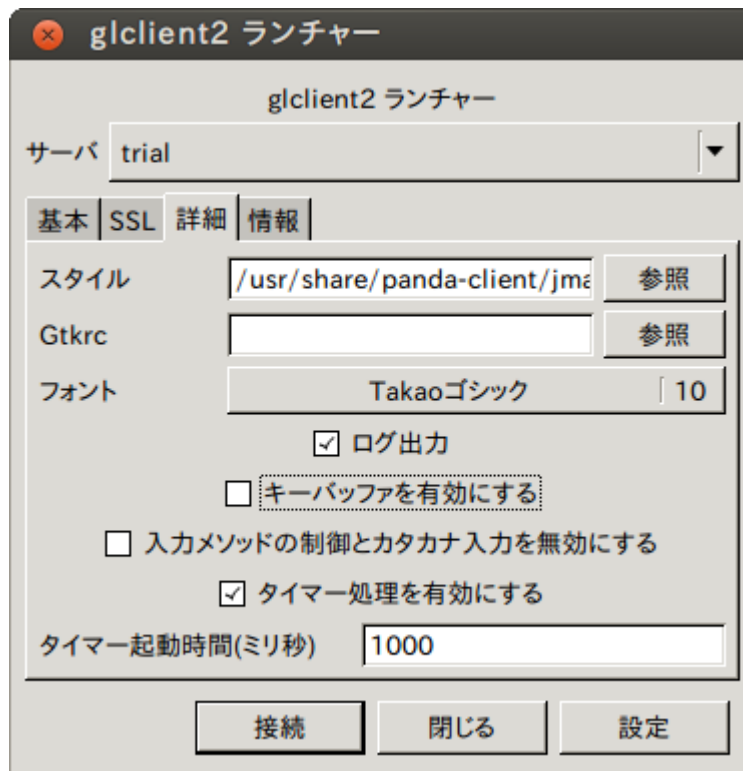 glclient2 ランチャー
glclient2 ランチャー
サーバ trial
基本 SSL 詳細 情報
スタイル /usr/share/panda-client/jma 参照
Gtkrc 参照
フォント Takaoゴシック 10
ログ出力
キーバッファを有効にする
入力メソッドの制御とカタカナ入力を無効にする
タイマー処理を有効にする
タイマー起動時間(ミリ秒) 1000
接続 閉じる 設定